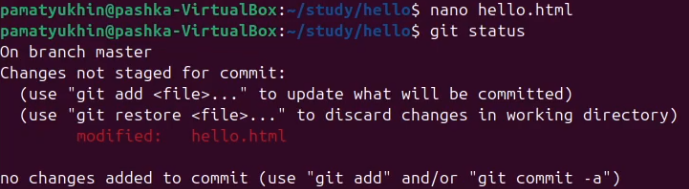 pamatyukhin@pashka-VirtualBox:~/study/hello$ nano hello.html
pamatyukhin@pashka-VirtualBox:~/study/hello$ git status
On branch master
Changes not staged for commit:
  (use "git add <file>..." to update what will be committed)
  (use "git restore <file>..." to discard changes in working directory)
        modified:   hello.html

no changes added to commit (use "git add" and/or "git commit -a")